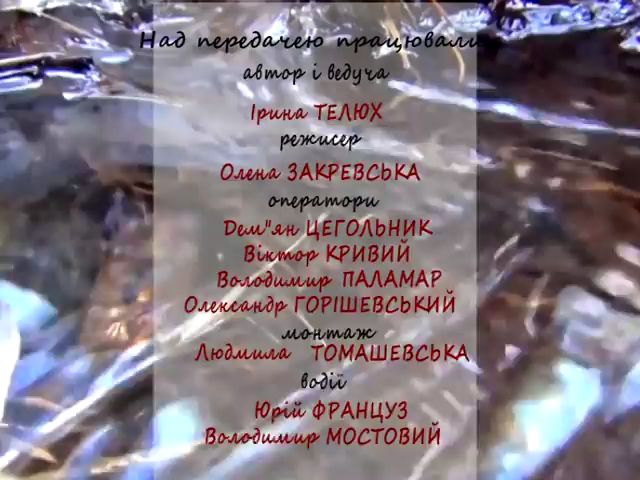 Над передачею працювали
автор і ведуча
Ірина ТЕЛЮХ
режисер
Олена ЗАКРЕВСЬКА
оператори
Дем"ян ЦЕГОЛЬНИК
Віктор КРИВИЙ
Володимир ПАЛАМАР
Олександр ГОРІШЕВСЬКИЙ
монтаж
Людмила ТОМАШЕВСЬКА
водії
Юрій ФРАНЦУЗ
Володимир МОСТОВИЙ